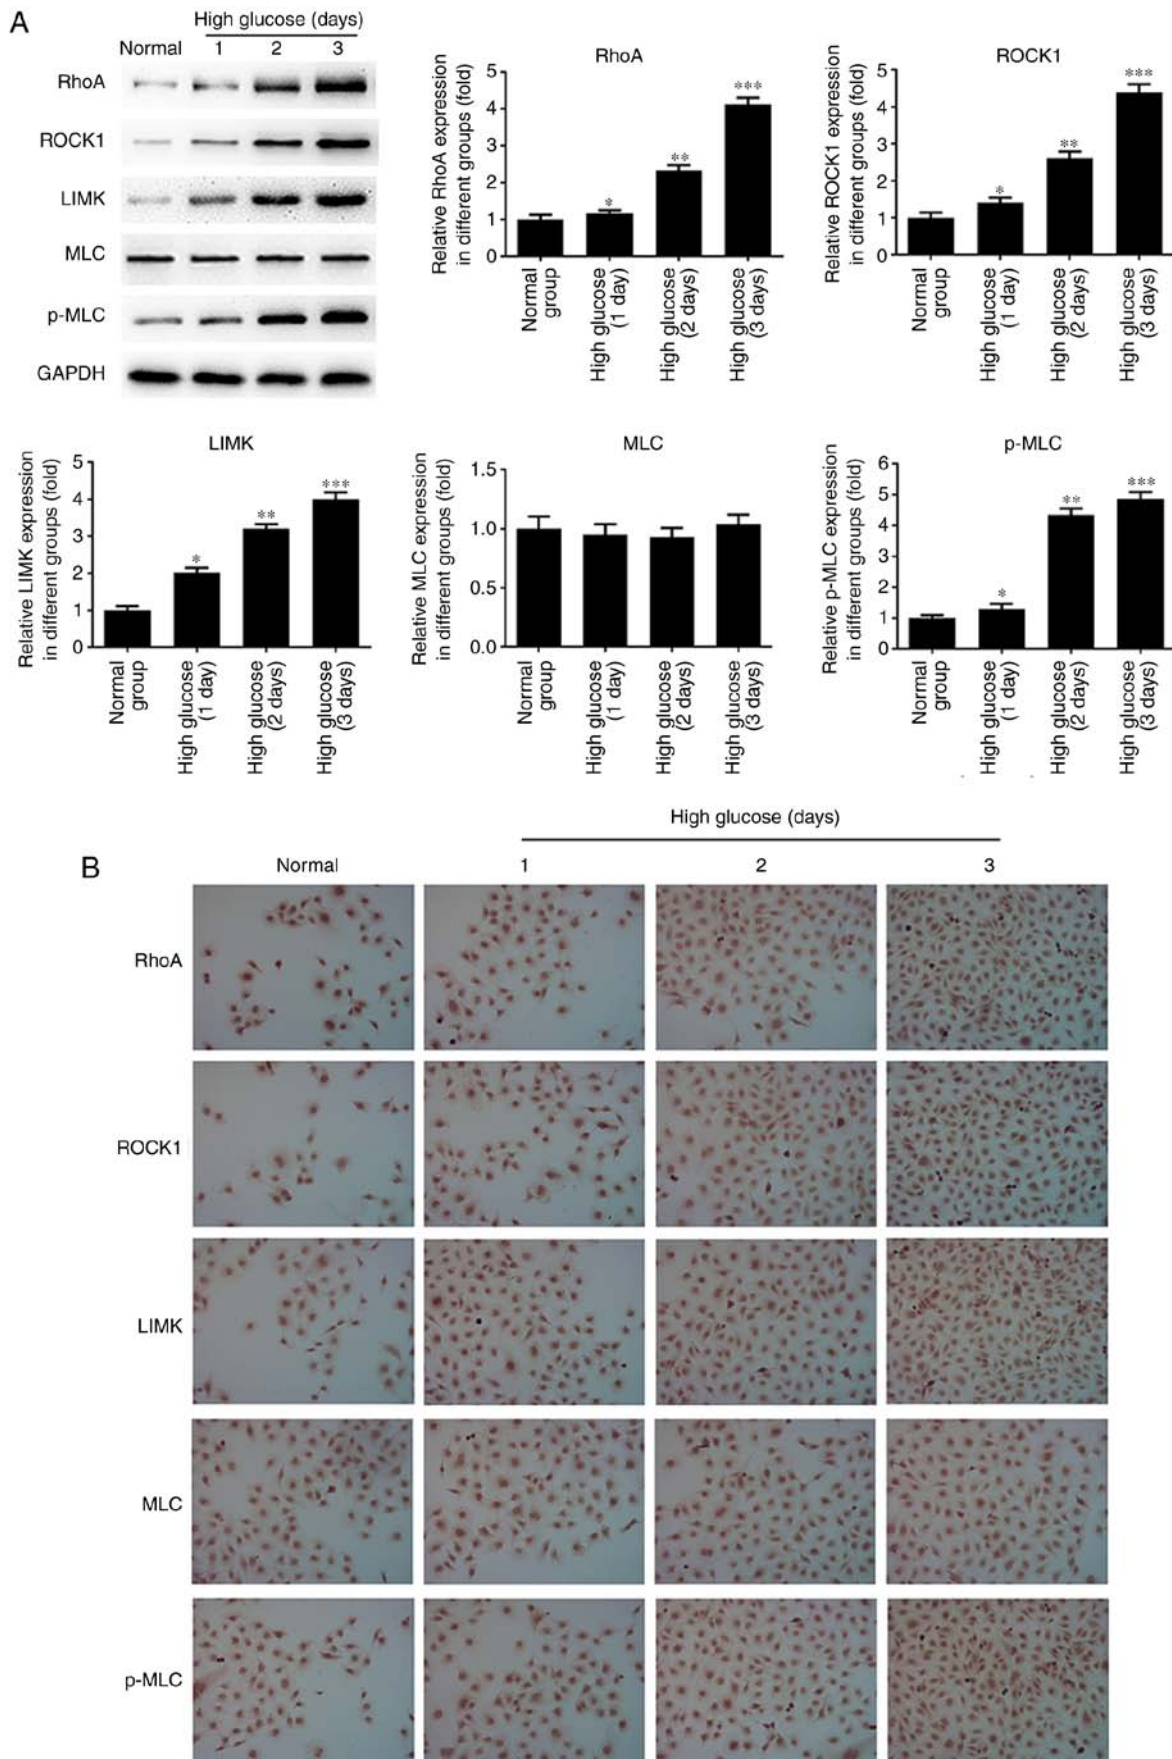 A
High glucose (days)
Normal 1 2 3
RhoA
ROCK1
LIMK
MLC
p-MLC
GAPDH
RhoA
Relative RhoA expression
in different groups (fold)
5
4
3
2
1
0
*
**
***
Normal
group
High glucose
(1 day)
High glucose
(2 days)
High glucose
(3 days)
ROCK1
Relative ROCK1 expression
in different groups (fold)
5
4
3
2
1
0
*
**
***
Normal
group
High glucose
(1 day)
High glucose
(2 days)
High glucose
(3 days)
LIMK
Relative LIMK expression
in different groups (fold)
5
4
3
2
1
0
*
**
***
Normal
group
High glucose
(1 day)
High glucose
(2 days)
High glucose
(3 days)
MLC
Relative MLC expression
in different groups (fold)
1.5
1.0
0.5
0.0
Normal
group
High glucose
(1 day)
High glucose
(2 days)
High glucose
(3 days)
p-MLC
Relative p-MLC expression
in different groups (fold)
6
5
4
3
2
1
0
*
**
***
Normal
group
High glucose
(1 day)
High glucose
(2 days)
High glucose
(3 days)
High glucose (days)
B
Normal 1 2 3
RhoA
ROCK1
LIMK
MLC
p-MLC